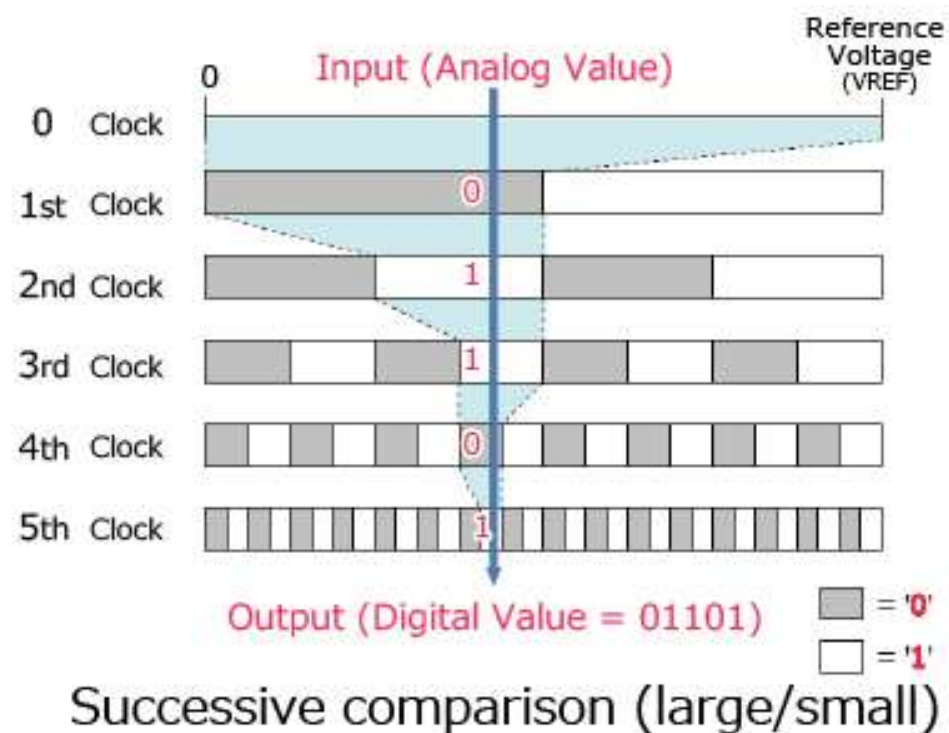 Reference
Voltage
(VREF)
0
Input (Analog Value)
0 Clock
1st Clock
0
2nd Clock
1
3rd Clock
1
4th Clock
0
5th Clock
1
Output (Digital Value = 01101)
= '0'
= '1'
Successive comparison (large/small)